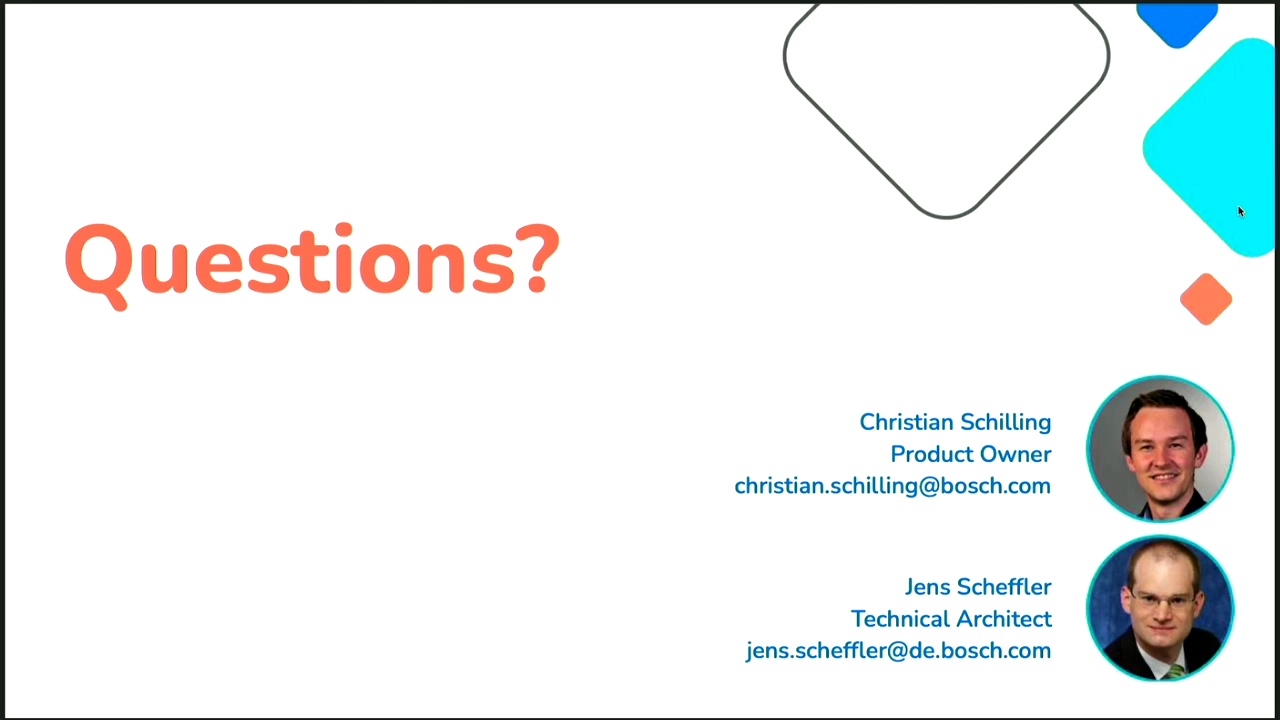 Questions?
Christian Schilling
Product Owner
christian.schilling@bosch.com
Jens Scheffler
Technical Architect
jens.scheffler@de.bosch.com